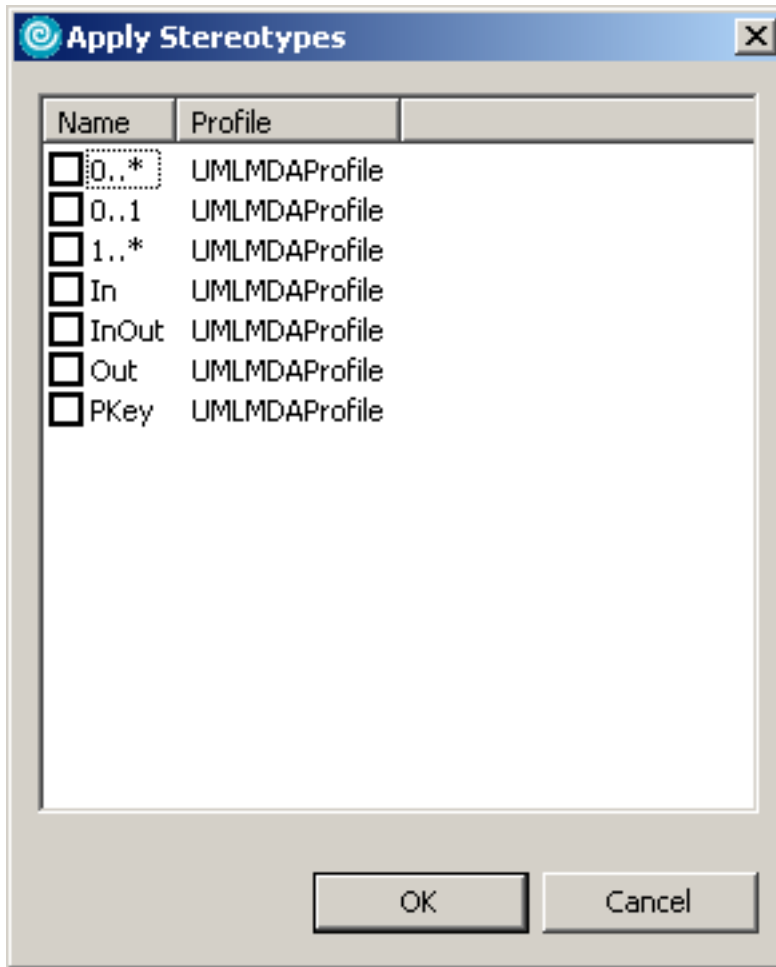 Apply Stereotypes
Name Profile
0..* UMLMDAProfile
0..1 UMLMDAProfile
1..* UMLMDAProfile
In UMLMDAProfile
InOut UMLMDAProfile
Out UMLMDAProfile
PKey UMLMDAProfile
OK Cancel